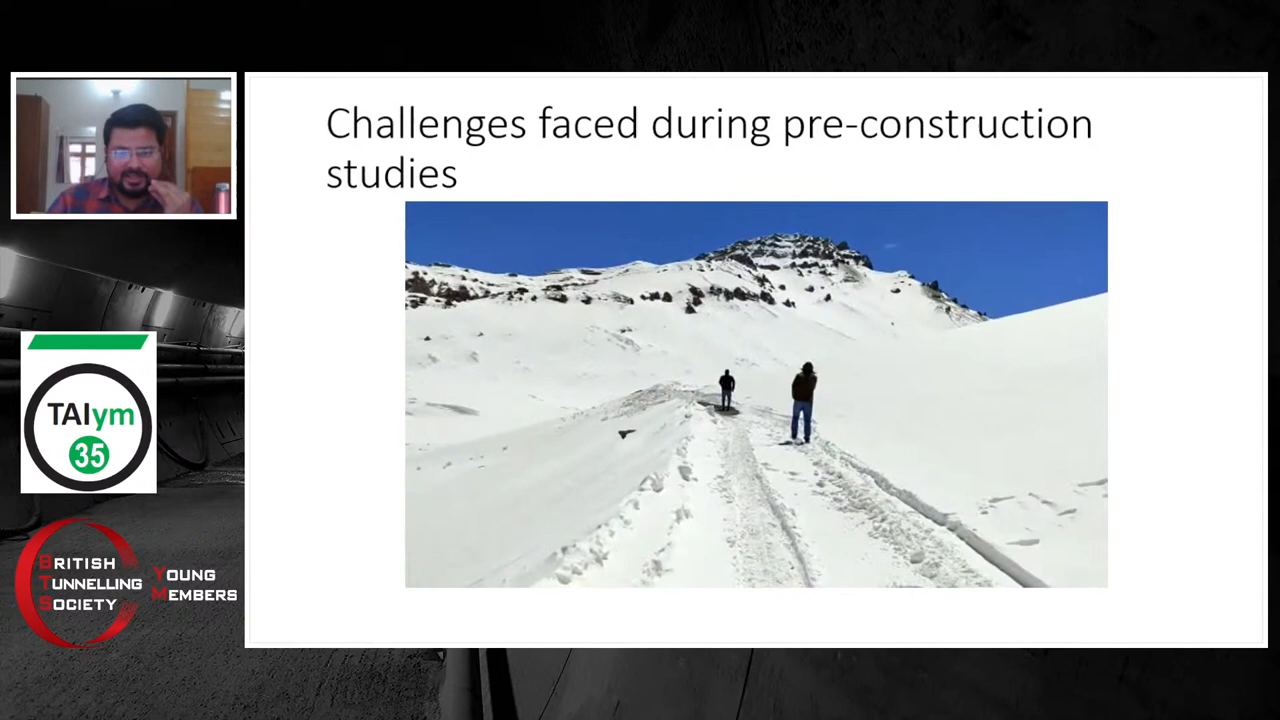 Challenges faced during pre-construction
studies
TAIym
35
BRITISH
TUNNELLING
SOCIETY
YOUNG
MEMBERS